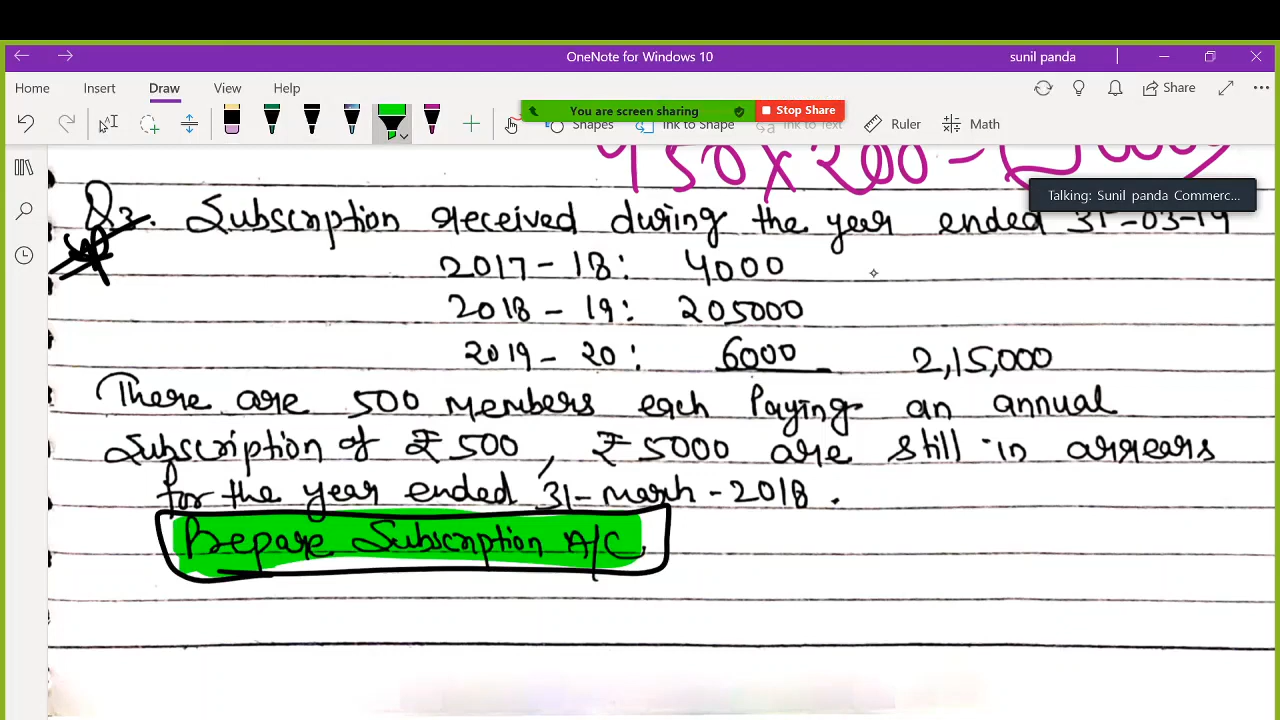 OneNote for Windows 10
sunil panda
Home Insert Draw View Help
Share
You are screen sharing
Stop Share
Shapes
Ink to Shape
Ink to Text
Ruler
Math
450 x 200 -
Talking: Sunil panda Commerc...
Q3. Subscription received during the year ended 31-03-19
2017 - 18 : 4000
2018 - 19 : 205000
2019 - 20 : 6000 2,15,000
There are 500 members each Paying an annual
Subscription of ₹500, ₹5000 are still in arrears
for the year ended 31-march-2018.
Prepare Subscription A/C.